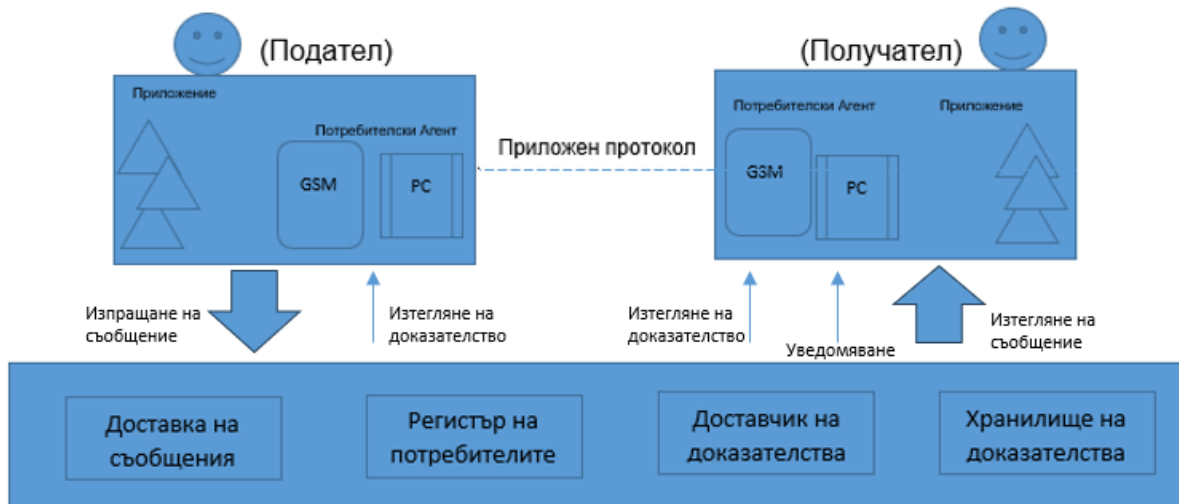 (Подател)
(Получател)
Приложение
Потребителски Агент
GSM
PC
Приложен протокол
Потребителски Агент
Приложение
GSM
PC
Изпращане на
съобщение
Изтегляне на
доказателство
Изтегляне на
доказателство
Уведомяване
Изтегляне на
съобщение
Доставка на
съобщения
Регистър на
потребителите
Доставчик на
доказателства
Хранилище на
доказателства